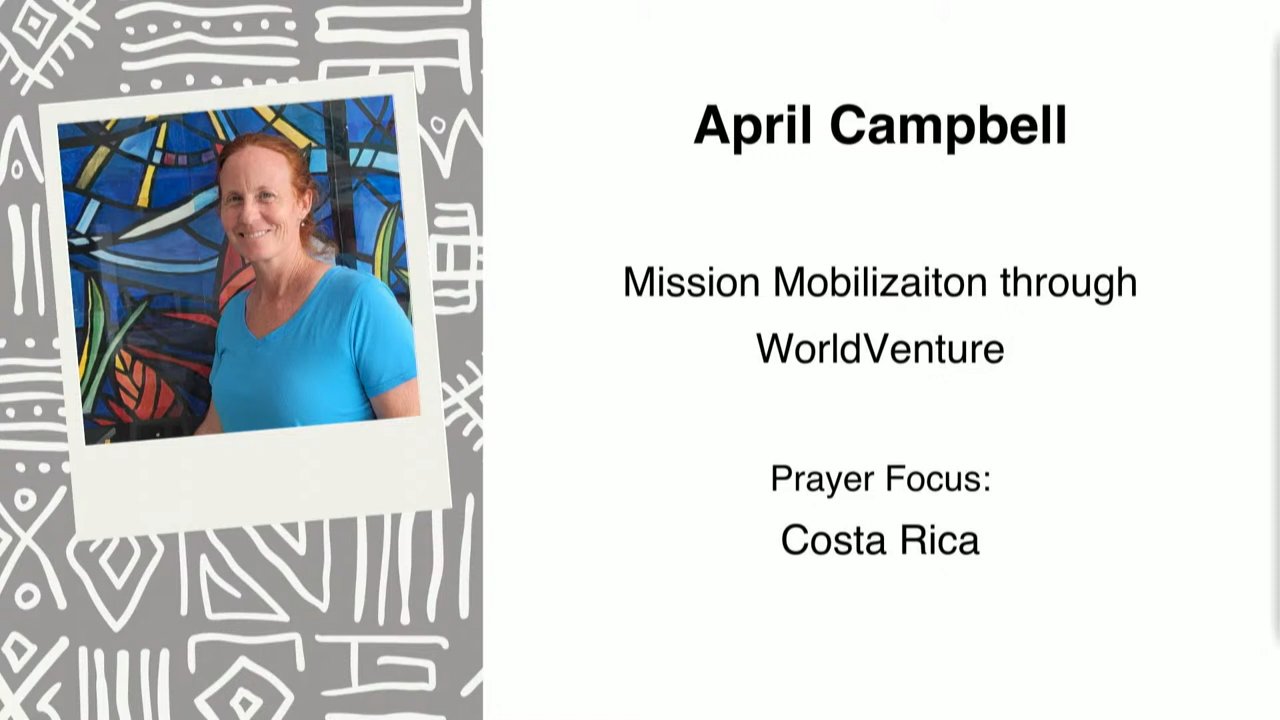 April Campbell
Mission Mobilizaiton through
WorldVenture
Prayer Focus:
Costa Rica